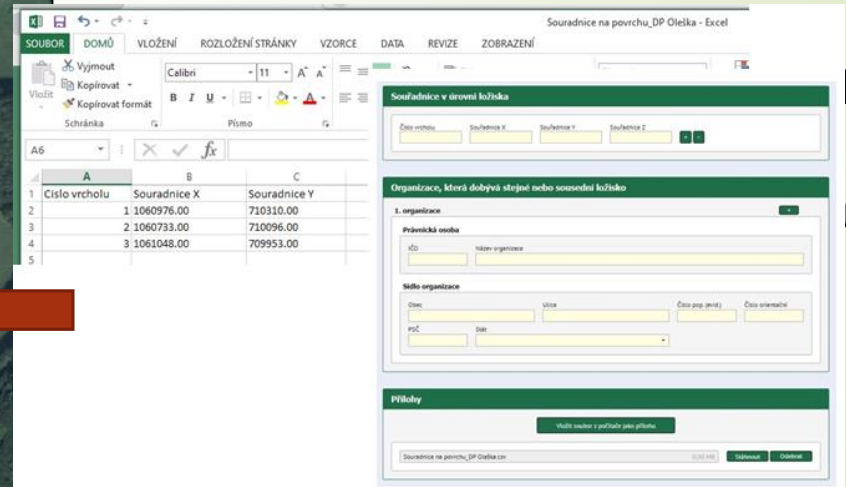 Souradnice na povrchu_DP Oleška - Excel
SOUBOR DOMŮ VLOŽENÍ ROZLOŽENÍ STRÁNKY VZORCE DATA REVIZE ZOBRAZENÍ
Vložit
Vyjmout
Kopírovat
Kopírovat formát
Schránka
Calibri 11
B I U
Písmo
A6
fx
A B C
1 Cislo vrcholu Souradnice X Souradnice Y
2 1 1060976.00 710310.00
3 2 1060733.00 710096.00
4 3 1061048.00 709953.00
5
Souřadnice v úrovni ložiska
Číslo vrcholu Souřadnice X Souřadnice Y Souřadnice Z
Organizace, která dobývá stejné nebo sousední ložisko
1. organizace
Právnická osoba
IČO Název organizace
Sídlo organizace
Obec Ulice Číslo pop. (evid.) Číslo orientační
PSČ Stát
Přílohy
Vložit soubor z počítače jako přílohu
Souradnice na povrchu_DP Oleška.csv Stáhnout Odebrat